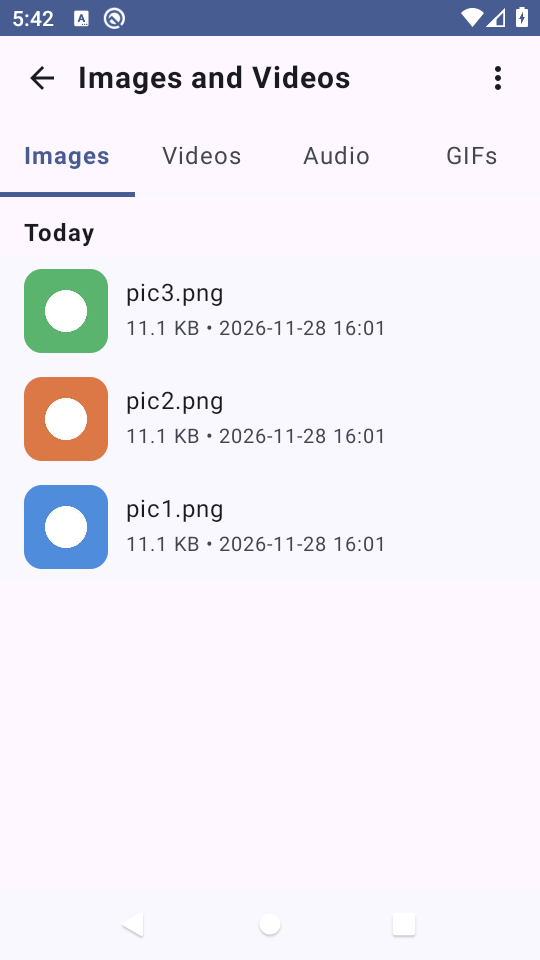 5:42
Images and Videos
Images Videos Audio GIFs
Today
pic3.png
11.1 KB • 2026-11-28 16:01
pic2.png
11.1 KB • 2026-11-28 16:01
pic1.png
11.1 KB • 2026-11-28 16:01